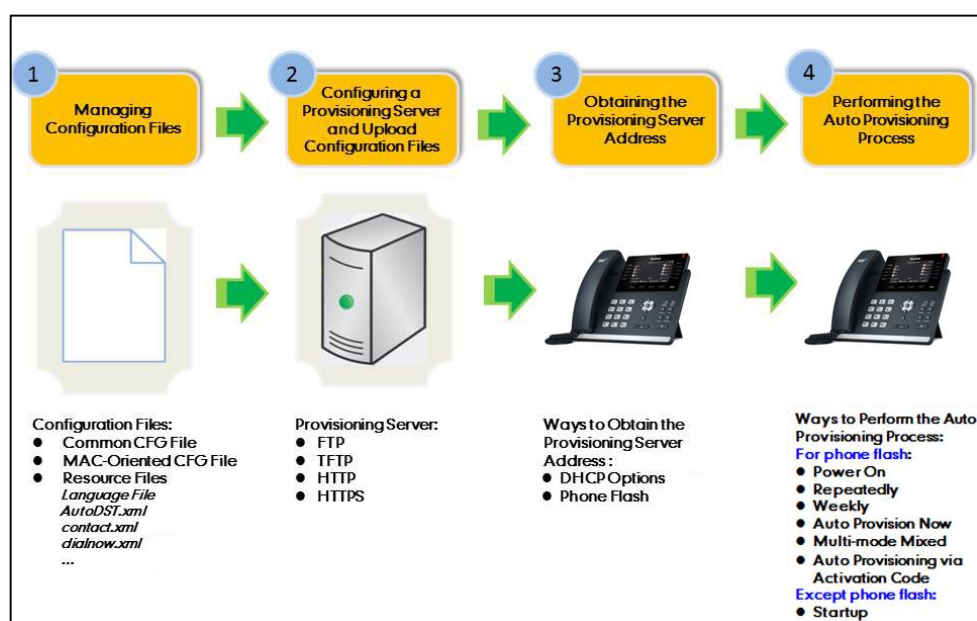 1
Managing
Configuration Files
2
Configuring a
Provisioning Server
and Upload
Configuration Files
3
Obtaining the
Provisioning Server
Address
4
Performing the
Auto Provisioning
Process
Configuration Files:
● Common CFG File
● MAC-Oriented CFG File
● Resource Files
Language File
AutoDST.xml
contact.xml
dialnow.xml
...
Provisioning Server:
● FTP
● TFTP
● HTTP
● HTTPS
Ways to Obtain the
Provisioning Server
Address :
● DHCP Options
● Phone Flash
Ways to Perform the Auto
Provisioning Process:
For phone flash:
● Power On
● Repeatedly
● Weekly
● Auto Provision Now
● Multi-mode Mixed
● Auto Provisioning via
Activation Code
Except phone flash:
● Startup